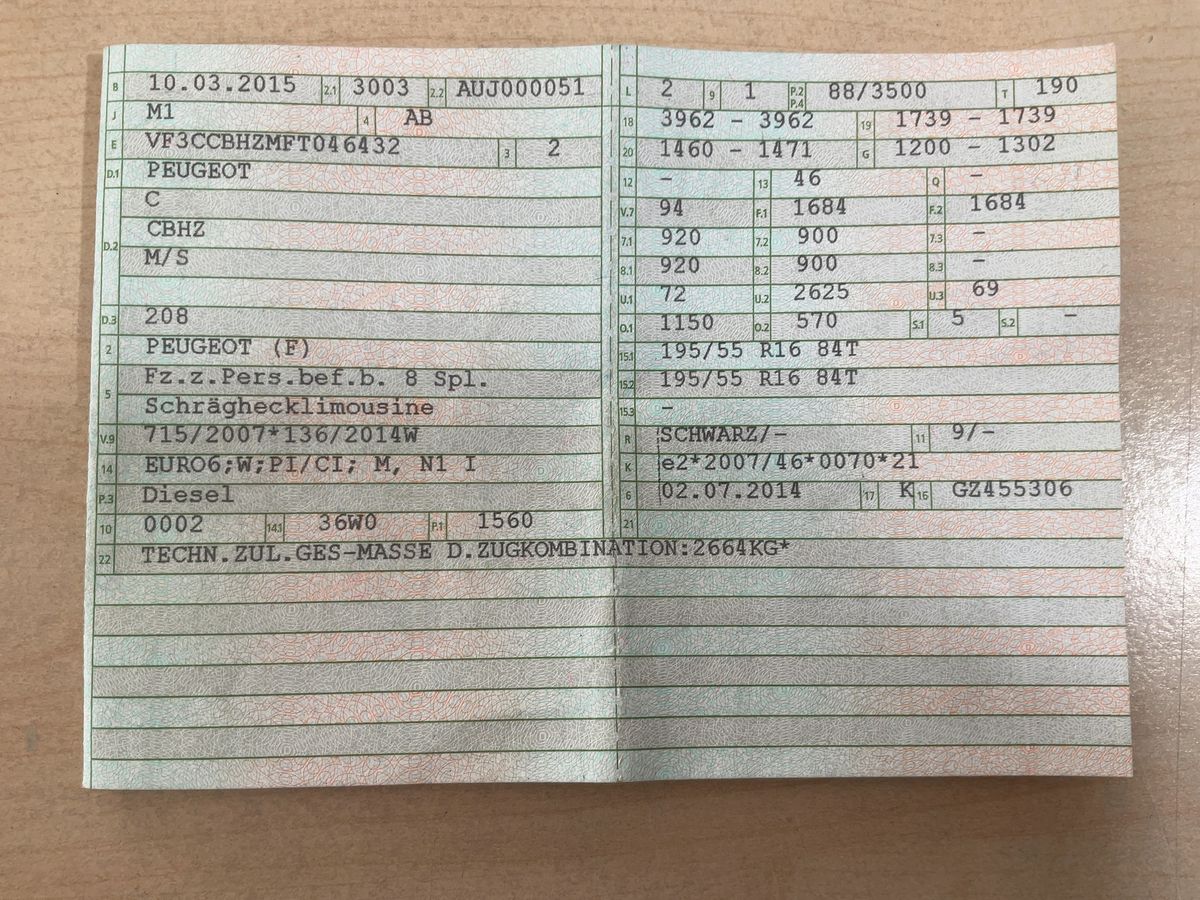 B 10.03.2015 2.1 3003 2.2 AUJ000051
J M1 4 AB
E VF3CCBHZMFT046432 3 2
D.1 PEUGEOT
C
D.2 CBHZ
M/S
D.3 208
2 PEUGEOT (F)
5 Fz.z.Pers.bef.b. 8 Spl.
Schräghecklimousine
V.9 715/2007*136/2014W
14 EURO6;W;PI/CI; M, N1 I
P.3 Diesel
10 0002 14.1 36W0 P.1 1560
22 TECHN.ZUL.GES-MASSE D.ZUGKOMBINATION:2664KG*
L 2 9 1 P.2 P.4 88/3500 T 190
18 3962 - 3962 19 1739 - 1739
20 1460 - 1471 G 1200 - 1302
12 - 13 46 Q -
V.7 94 F.1 1684 F.2 1684
7.1 920 7.2 900 7.3 -
8.1 920 8.2 900 8.3 -
U.1 72 U.2 2625 U.3 69
O.1 1150 O.2 570 S.1 5 S.2 -
15.1 195/55 R16 84T
15.2 195/55 R16 84T
15.3 -
R SCHWARZ/- 11 9/-
K e2*2007/46*0070*21
6 02.07.2014 17 K 16 GZ455306
21